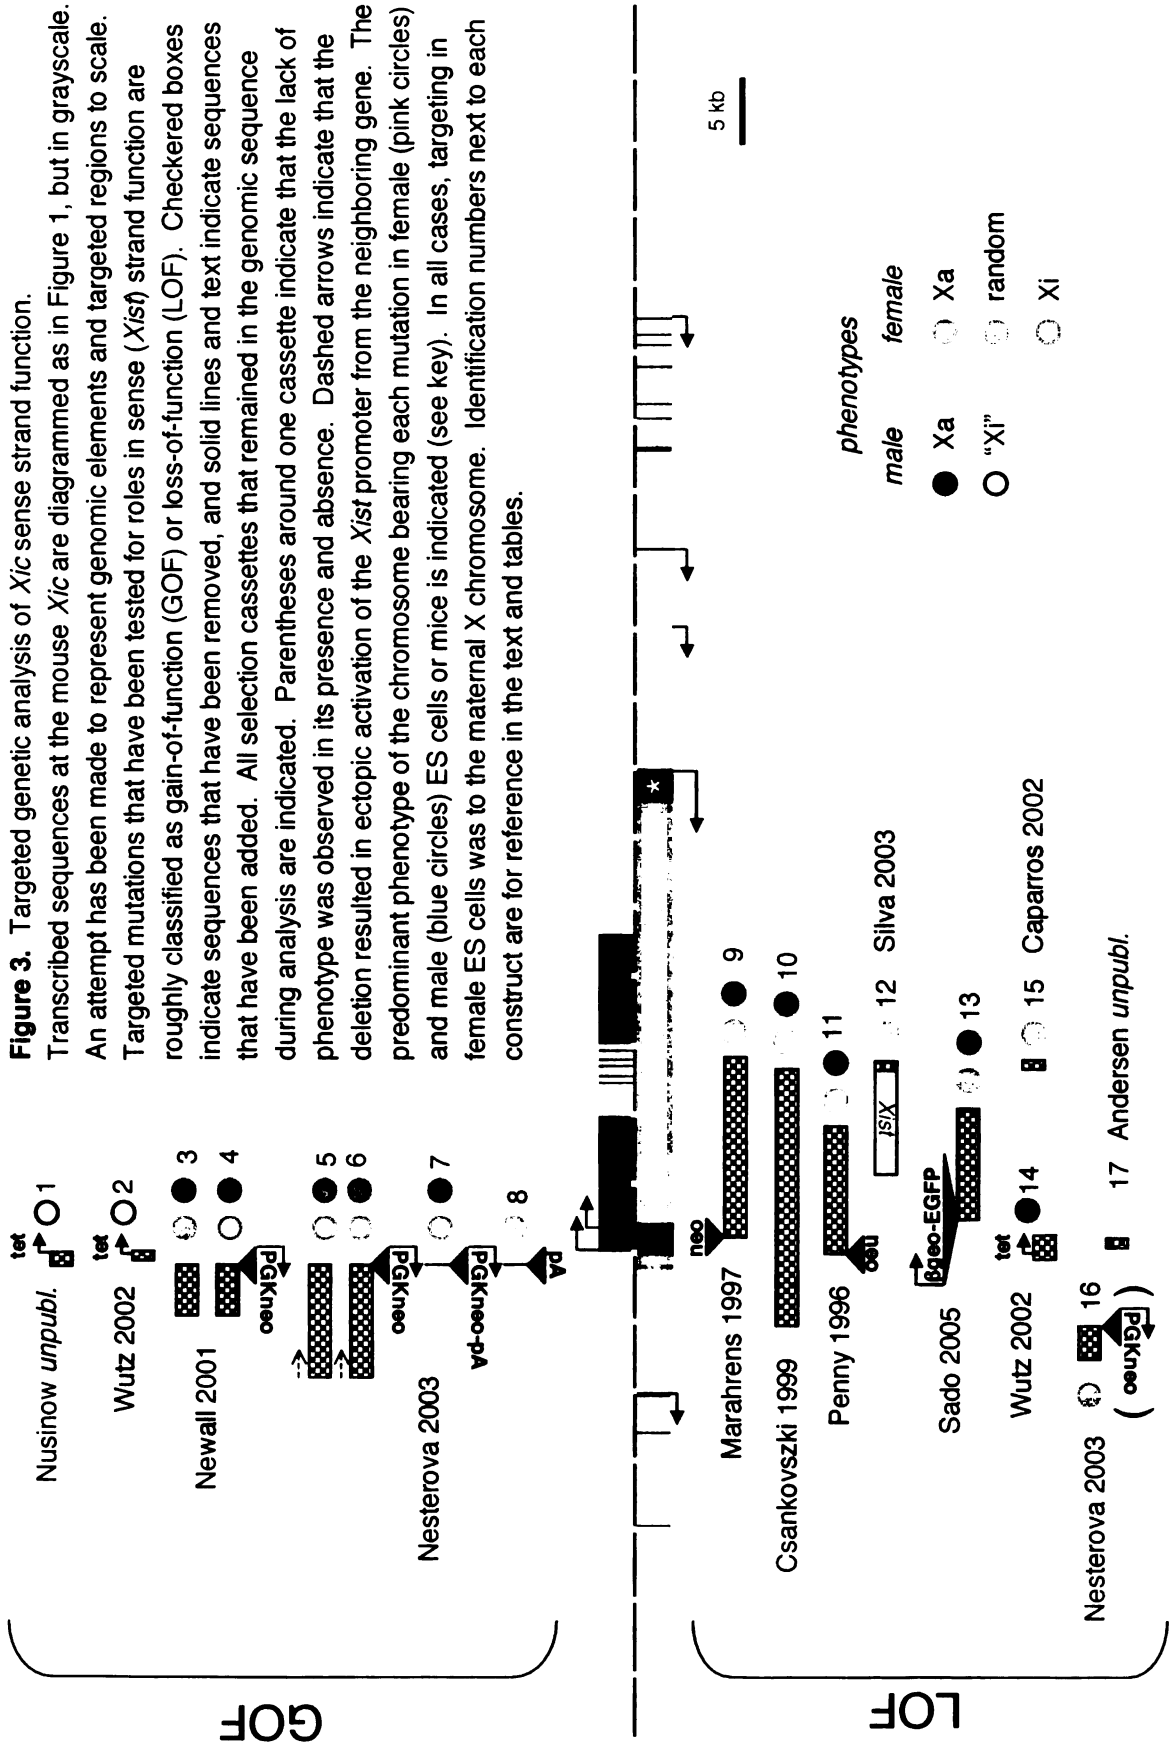 Figure 3. Targeted genetic analysis of Xic sense strand function.
Transcribed sequences at the mouse Xic are diagrammed as in Figure 1, but in grayscale.
An attempt has been made to represent genomic elements and targeted regions to scale.
Targeted mutations that have been tested for roles in sense (Xist) strand function are
roughly classified as gain-of-function (GOF) or loss-of-function (LOF). Checkered boxes
indicate sequences that have been removed, and solid lines and text indicate sequences
that have been added. All selection cassettes that remained in the genomic sequence
during analysis are indicated. Parentheses around one cassette indicate that the lack of
phenotype was observed in its presence and absence. Dashed arrows indicate that the
deletion resulted in ectopic activation of the Xist promoter from the neighboring gene. The
predominant phenotype of the chromosome bearing each mutation in female (pink circles)
and male (blue circles) ES cells or mice is indicated (see key). In all cases, targeting in
female ES cells was to the maternal X chromosome. Identification numbers next to each
construct are for reference in the text and tables.
GOF
Nusinow unpubl.
tet
1
Wutz 2002
tet
2
Newall 2001
3
4
PGKneo
5
6
PGKneo
Nesterova 2003
7
PGKneo-pA
8
pA
*
5 kb
LOF
Marahrens 1997
neo
9
Csankovszki 1999
10
Penny 1996
neo
11
Xist
12 Silva 2003
Sado 2005
βgeo-EGFP
13
Wutz 2002
tet
14
15 Caparros 2002
Nesterova 2003
16
(PGKneo)
17 Andersen unpubl.
phenotypes
male female
Xa Xa
"Xi" random
Xi